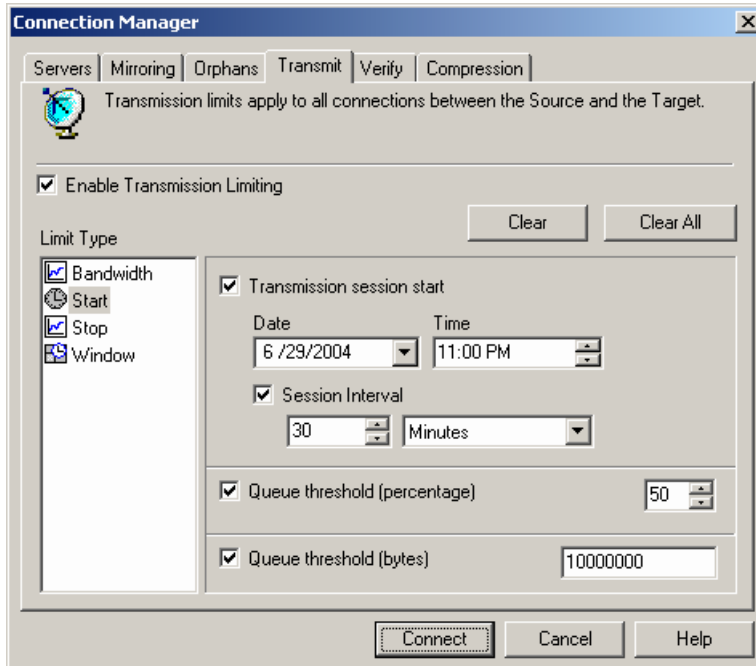 Connection Manager
Servers Mirroring Orphans Transmit Verify Compression
Transmission limits apply to all connections between the Source and the Target.
Enable Transmission Limiting
Clear Clear All
Limit Type
Bandwidth
Start
Stop
Window
Transmission session start
Date Time
6 /29/2004 11:00 PM
Session Interval
30 Minutes
Queue threshold (percentage) 50
Queue threshold (bytes) 10000000
Connect Cancel Help